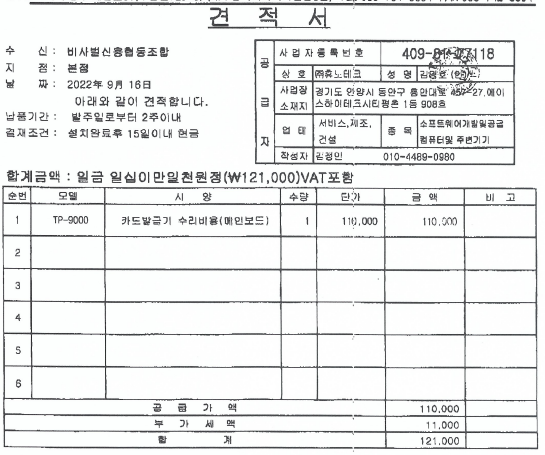 견 적 서
수 신 : 비사벌신용협동조합
지 점 : 본점
날 짜 : 2022년 9월 16일
아래와 같이 견적합니다.
납품기간 : 발주일로부터 2주이내
결재조건 : 설치완료후 15일이내 현금
공 급 자
사업자등록번호
상 호 ㈜휴노테크 성 명
사업장 소재지
경기도 안양시 동안구 흥안대로 457-27,에이
스하이테크시티평촌 1동 908호
업 태 서비스,제조, 건설
종 목 소프트웨어개발및공급 컴퓨터및 주변기기
작성자 김정민 010-4489-0980
합계금액 : 일금 일십이만일천원정(₩121,000)VAT포함
순번 모델 사 양 수량 단가 금 액 비 고
1 TP-9000 카드발급기 수리비용(메인보드) 1 110,000 110,000
2
3
4
5
6
공 급 가 액 110,000
부 가 세 액 11,000
합 계 121,000